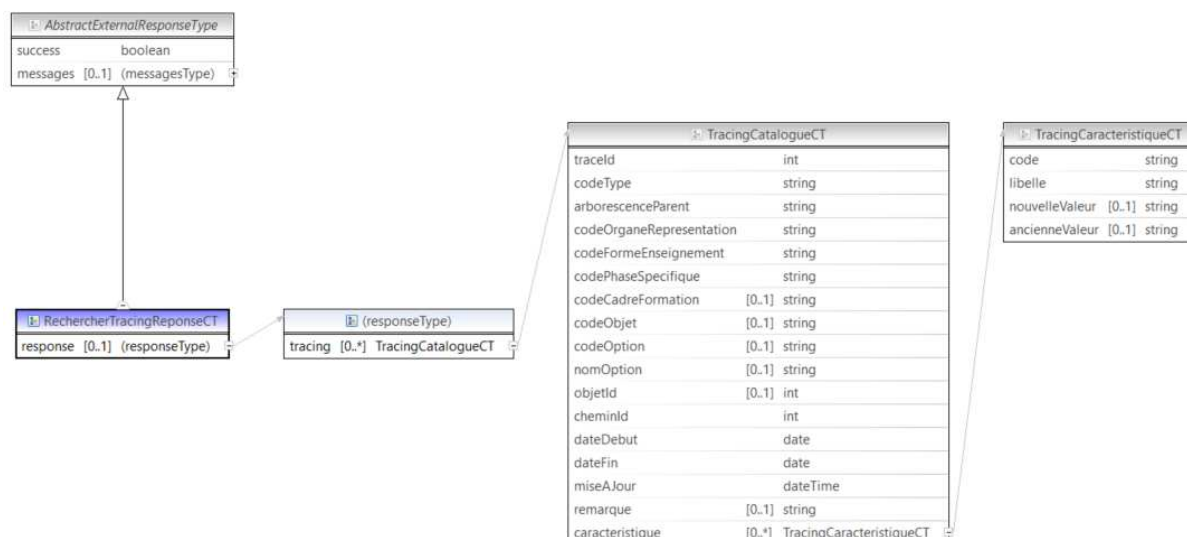 AbstractExternalResponseType
success boolean
messages [0..1] (messagesType)
RechercherTracingReponseCT
response [0..1] (responseType)
(responseType)
tracing [0..*] TracingCatalogueCT
TracingCatalogueCT
traceId int
codeType string
arborescenceParent string
codeOrganeRepresentation string
codeFormeEnseignement string
codePhaseSpecifique string
codeCadreFormation [0..1] string
codeObjet [0..1] string
codeOption [0..1] string
nomOption [0..1] string
objetId [0..1] int
cheminId int
dateDebut date
dateFin date
miseAJour dateTime
remarque [0..1] string
caracteristique [0..*] TracingCaracteristiqueCT
TracingCaracteristiqueCT
code string
libelle string
nouvelleValeur [0..1] string
ancienneValeur [0..1] string